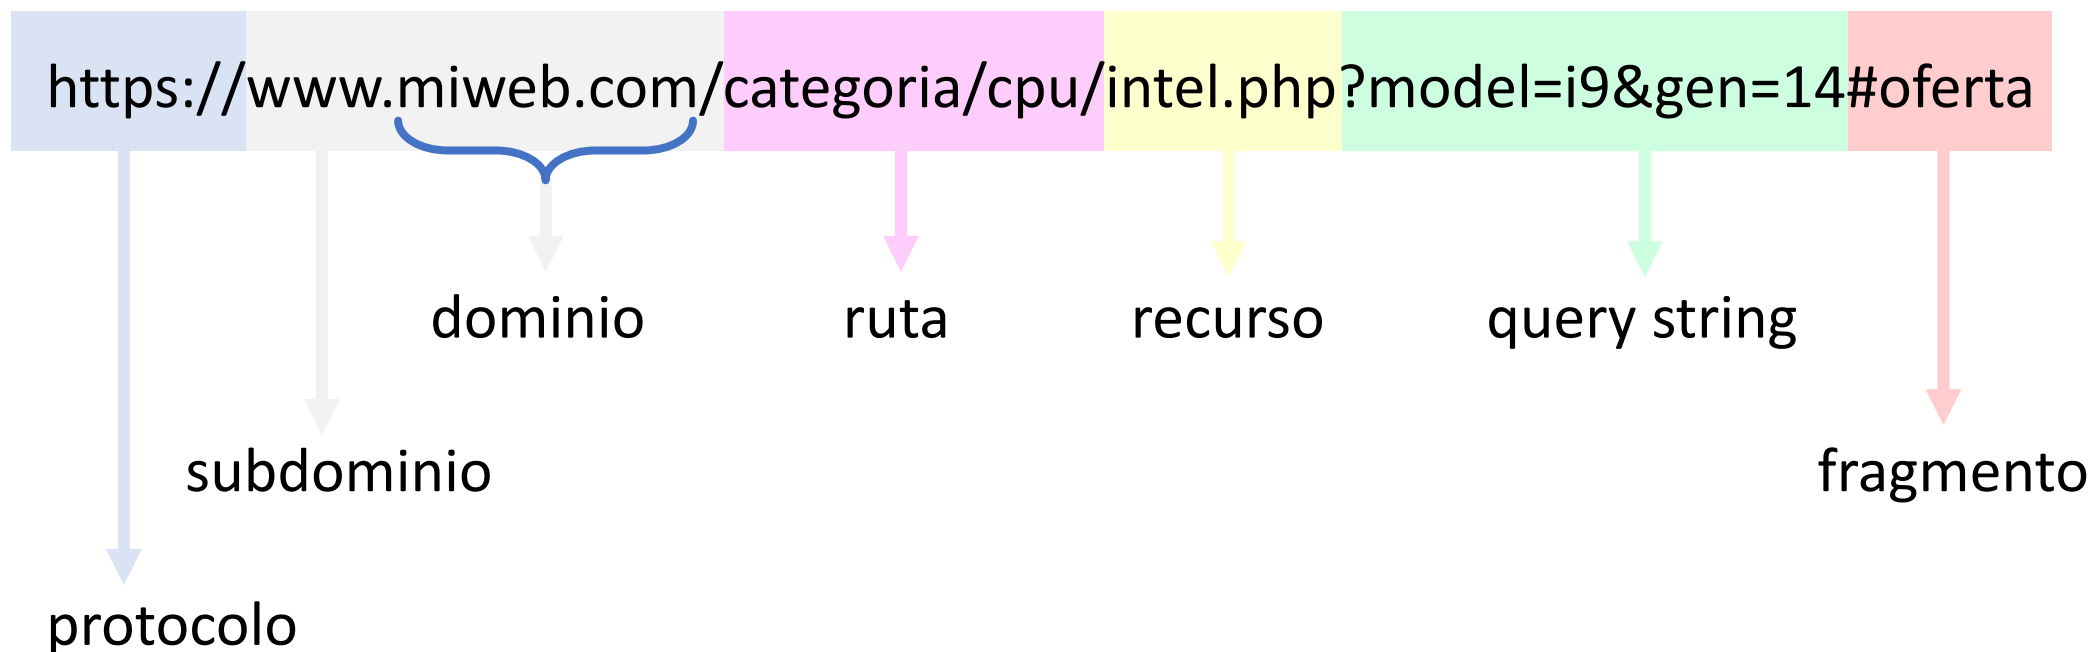 https://www.miweb.com/categoria/cpu/intel.php?model=i9&gen=14#oferta
dominio ruta recurso query string
subdominio fragmento
protocolo